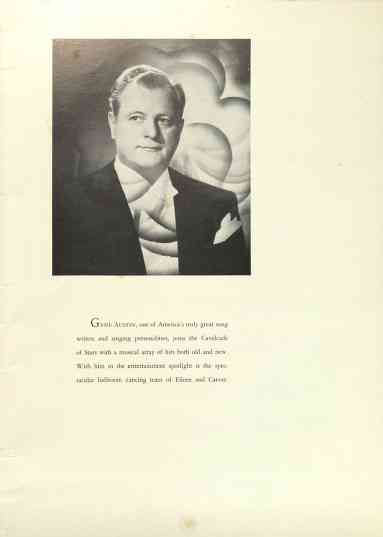 GENE AUSTIN, one of America's truly great song
writers and singing personalities, joins the Cavalcade
of Stars with a musical array of hits both old and new.
With him in the entertainment spotlight is the spec-
tacular ballroom dancing team of Eileen and Carver.